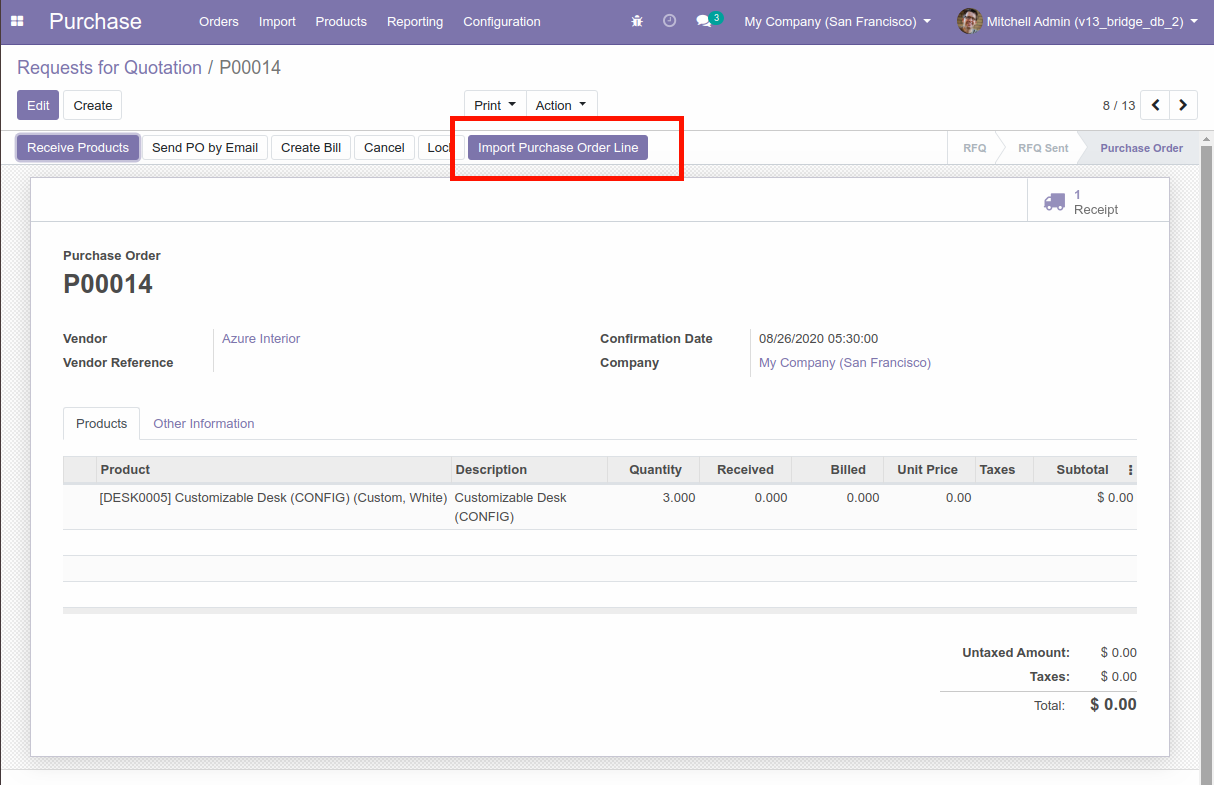 Purchase Orders Import Products Reporting Configuration 3 My Company (San Francisco) Mitchell Admin (v13_bridge_db_2)
Requests for Quotation / P00014
Edit Create Print Action 8 / 13
Receive Products Send PO by Email Create Bill Cancel Import Purchase Order Line RFQ RFQ Sent Purchase Order
1
Receipt
Purchase Order
P00014
Vendor Azure Interior Confirmation Date 08/26/2020 05:30:00
Vendor Reference Company My Company (San Francisco)
Products Other Information
Product Description Quantity Received Billed Unit Price Taxes Subtotal
[DESK0005] Customizable Desk (CONFIG) (Custom, White) Customizable Desk 3.000 0.000 0.000 0.00 $ 0.00
(CONFIG)
Untaxed Amount: $ 0.00
Taxes: $ 0.00
Total: $ 0.00